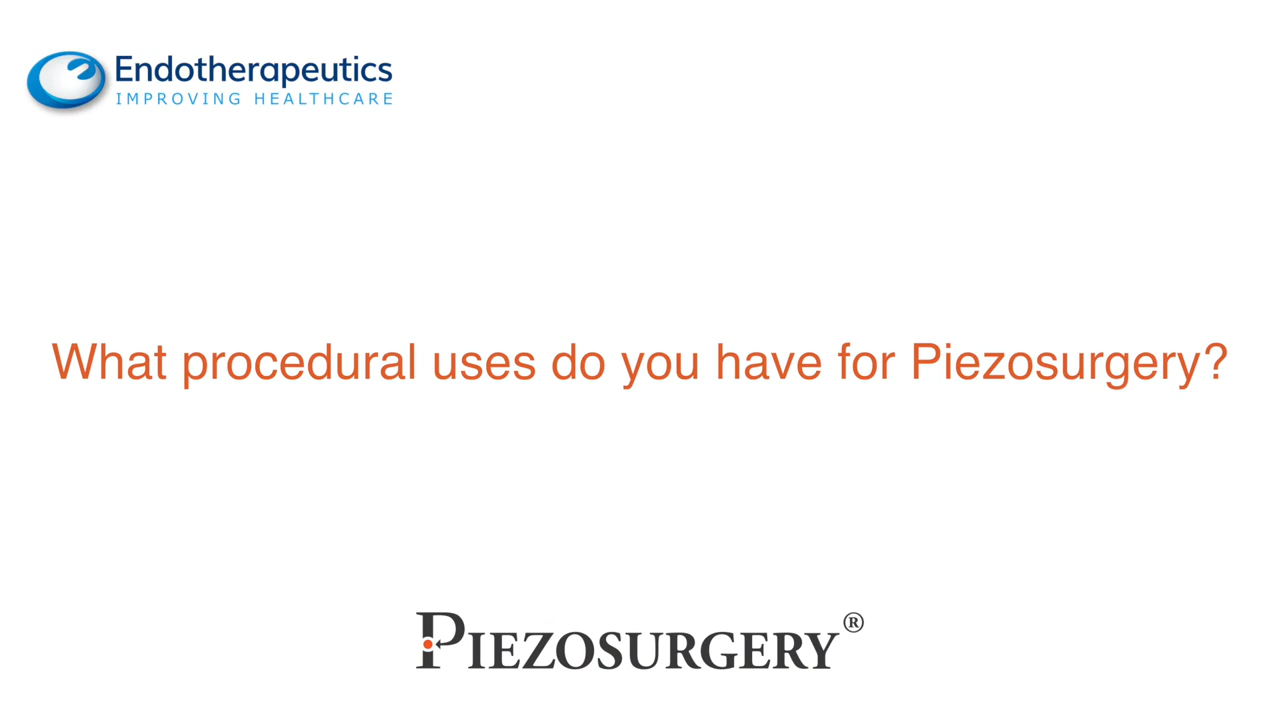 Endotherapeutics
IMPROVING HEALTHCARE
What procedural uses do you have for Piezosurgery?
PIEZOSURGERY®